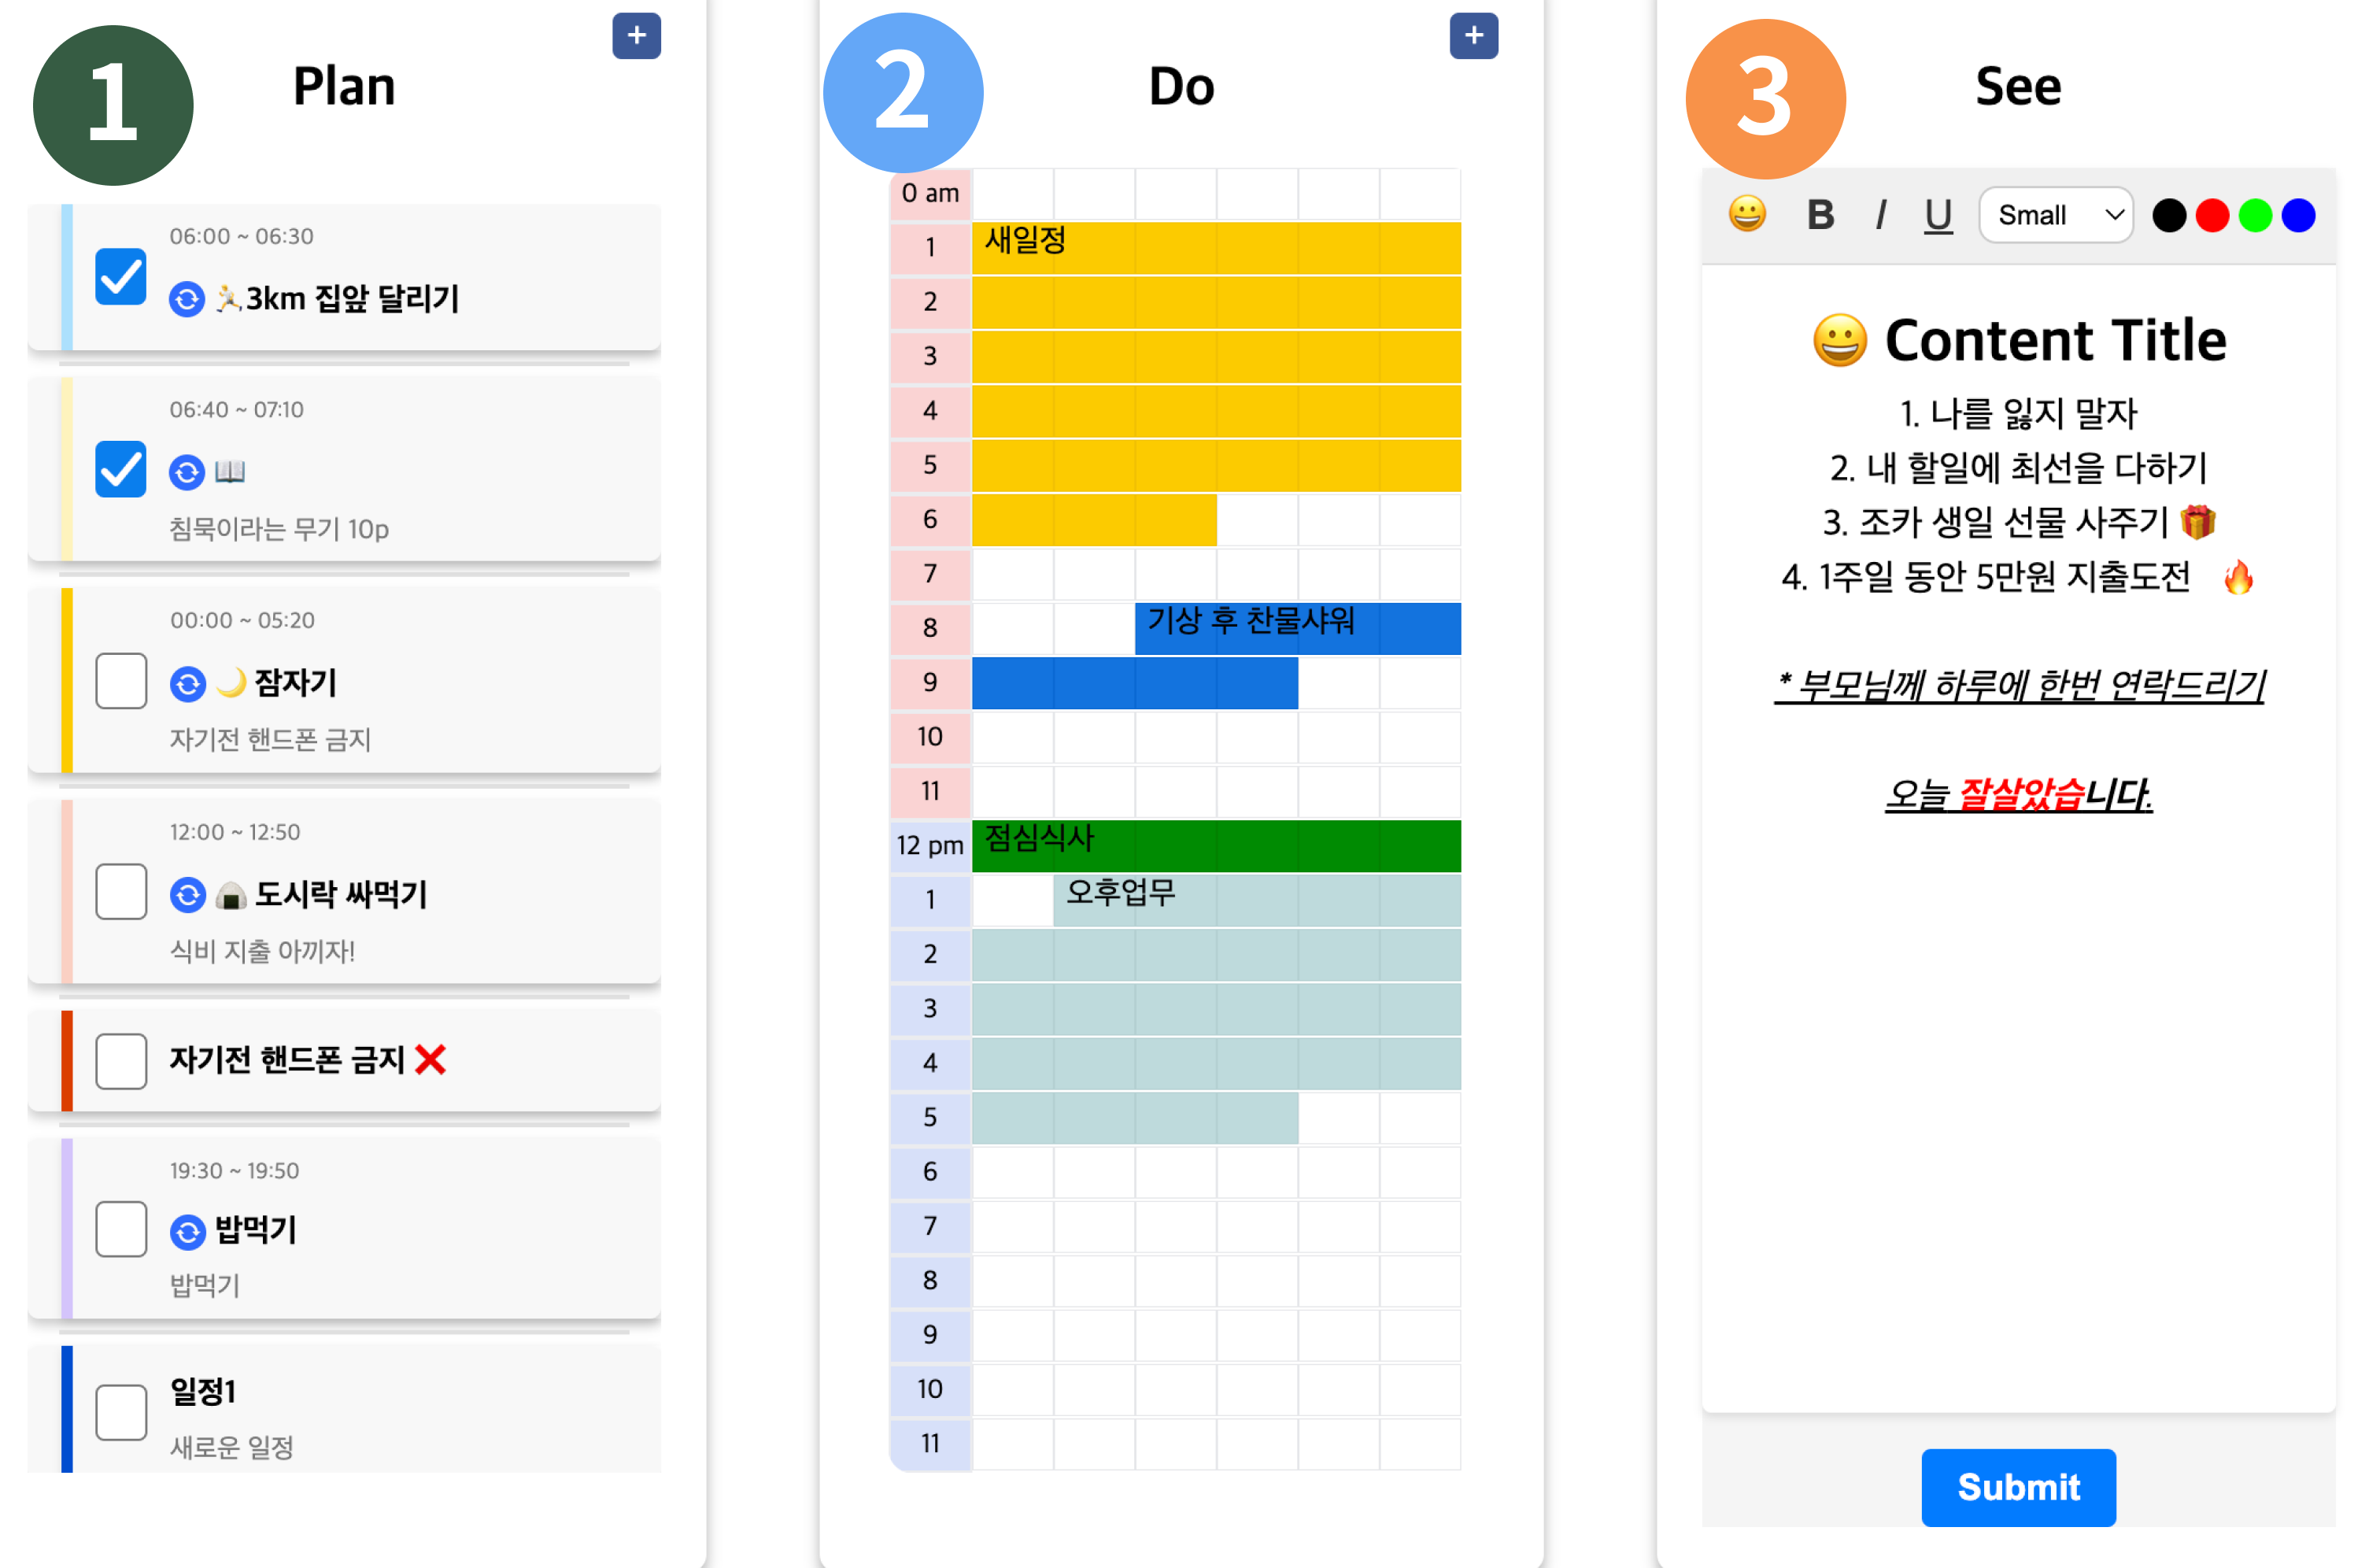 1
Plan
+
06:00 ~ 06:30
🏃3km 집앞 달리기
06:40 ~ 07:10
📖
침묵이라는 무기 10p
00:00 ~ 05:20
🌙 잠자기
자기전 핸드폰 금지
12:00 ~ 12:50
🍙 도시락 싸먹기
식비 지출 아끼자!
자기전 핸드폰 금지 ❌
19:30 ~ 19:50
밥먹기
밥먹기
일정1
새로운 일정
2
Do
+
0 am
1 새일정
2
3
4
5
6
7
8 기상 후 찬물샤워
9
10
11
12 pm 점심식사
1 오후업무
2
3
4
5
6
7
8
9
10
11
3
See
😀 B I U Small
😀 Content Title
1. 나를 잃지 말자
2. 내 할일에 최선을 다하기
3. 조카 생일 선물 사주기 🎁
4. 1주일 동안 5만원 지출도전 🔥
* 부모님께 하루에 한번 연락드리기
오늘 잘살았습니다.
Submit